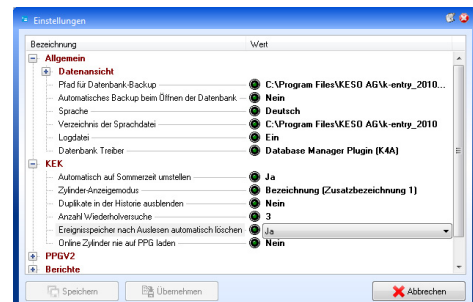 Einstellungen
Bezeichnung Wert
Allgemein
Datenansicht
Pfad für Datenbank-Backup C:\Program Files\KESO AG\k-entry_2010...
Automatisches Backup beim Öffnen der Datenbank Nein
Sprache Deutsch
Verzeichnis der Sprachdatei C:\Program Files\KESO AG\k-entry_2010
Logdatei Ein
Datenbank Treiber Database Manager Plugin (K4A)
KEK
Automatisch auf Sommerzeit umstellen Ja
Zylinder-Anzeigemodus Bezeichnung (Zusatzbezeichnung 1)
Duplikate in der Historie ausblenden Nein
Anzahl Wiederholversuche 3
Ereignisspeicher nach Auslesen automatisch löschen Ja
Online Zylinder nie auf PPG laden Nein
PPGV2
Berichte
Speichern Übernehmen Abbrechen